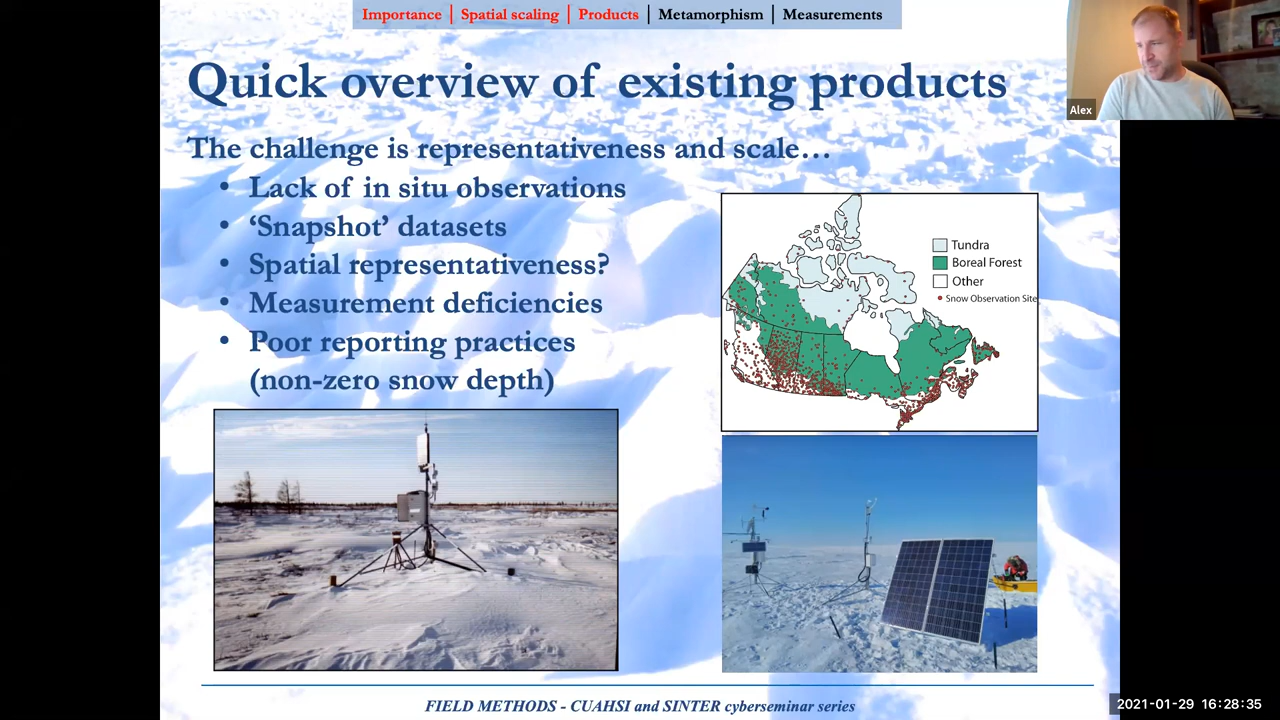 Importance | Spatial scaling | Products | Metamorphism | Measurements
Quick overview of existing products
Alex
The challenge is representativeness and scale…
• Lack of in situ observations
• ‘Snapshot’ datasets
• Spatial representativeness?
• Measurement deficiencies
• Poor reporting practices
(non-zero snow depth)
Tundra
Boreal Forest
Other
Snow Observation Site
FIELD METHODS - CUAHSI and SINTER cyberseminar series
2021-01-29 16:28:35